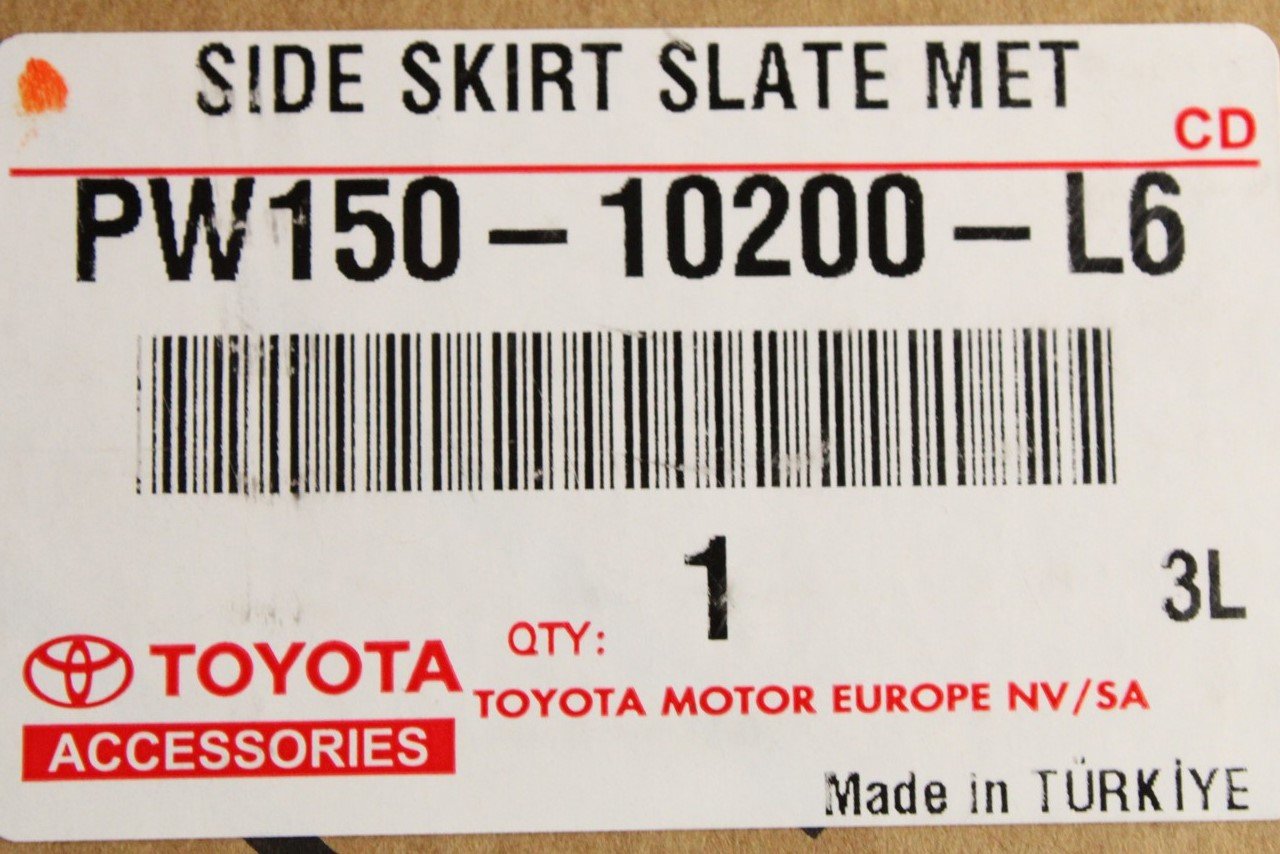 SIDE SKIRT SLATE MET
CD
PW150-10200-L6
1
3L
QTY:
TOYOTA
TOYOTA MOTOR EUROPE NV/SA
ACCESSORIES
Made in TÜRKİYE